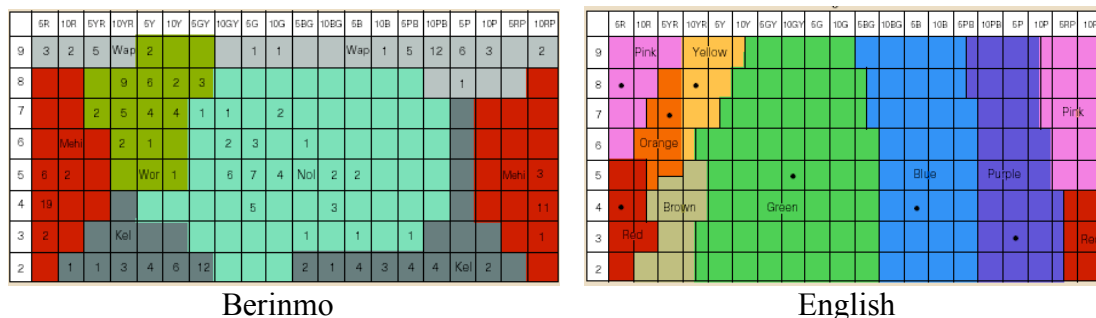 5R 10R 5YR 10YR 5Y 10Y 5GY 10GY 5G 10G 5BG 10BG 5B 10B 5PB 10PB 5P 10P 5RP 10RP
9 3 2 5 Wap 2 1 1 Wap 1 5 12 6 3 2
8 9 6 2 3 1
7 2 5 4 4 1 1 2
6 Mehi 2 1 2 3 1
5 6 2 Wor 1 6 7 4 Nol 2 2 Mehi 3
4 19 5 3 11
3 2 Kel 1 1 1 1
2 1 1 3 4 6 12 2 1 4 3 4 4 Kel 2
Berinmo
5R 10R 5YR 10YR 5Y 10Y 5GY 10GY 5G 10G 5BG 10BG 5B 10B 5PB 10PB 5P 10P 5RP 10P
9 Pink Yellow
8
7 Pink
6 Orange
5 Blue Purple
4 Brown Green
3 Red Re
2
English